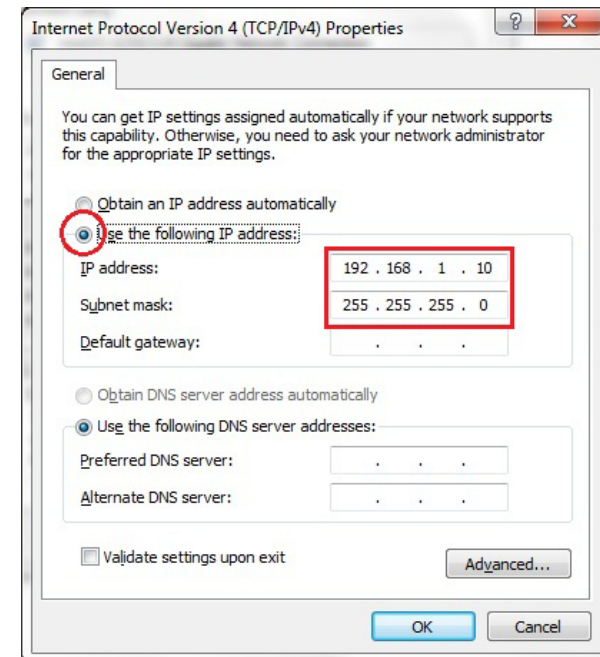 Internet Protocol Version 4 (TCP/IPv4) Properties
General
You can get IP settings assigned automatically if your network supports
this capability. Otherwise, you need to ask your network administrator
for the appropriate IP settings.
Obtain an IP address automatically
Use the following IP address:
IP address: 192 . 168 . 1 . 10
Subnet mask: 255 . 255 . 255 . 0
Default gateway: . . .
Obtain DNS server address automatically
Use the following DNS server addresses:
Preferred DNS server: . . .
Alternate DNS server: . . .
Validate settings upon exit
Advanced...
OK Cancel